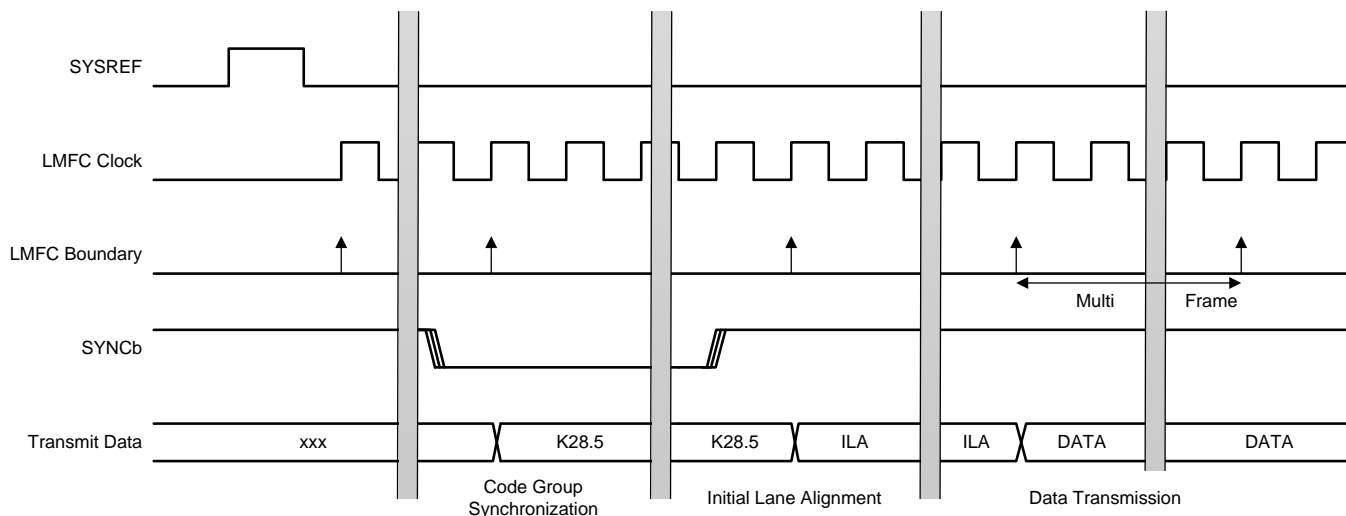 SYSREF
LMFC Clock
LMFC Boundary
Multi Frame
SYNCb
Transmit Data xxx K28.5 K28.5 ILA ILA DATA DATA
Code Group
Synchronization
Initial Lane Alignment
Data Transmission